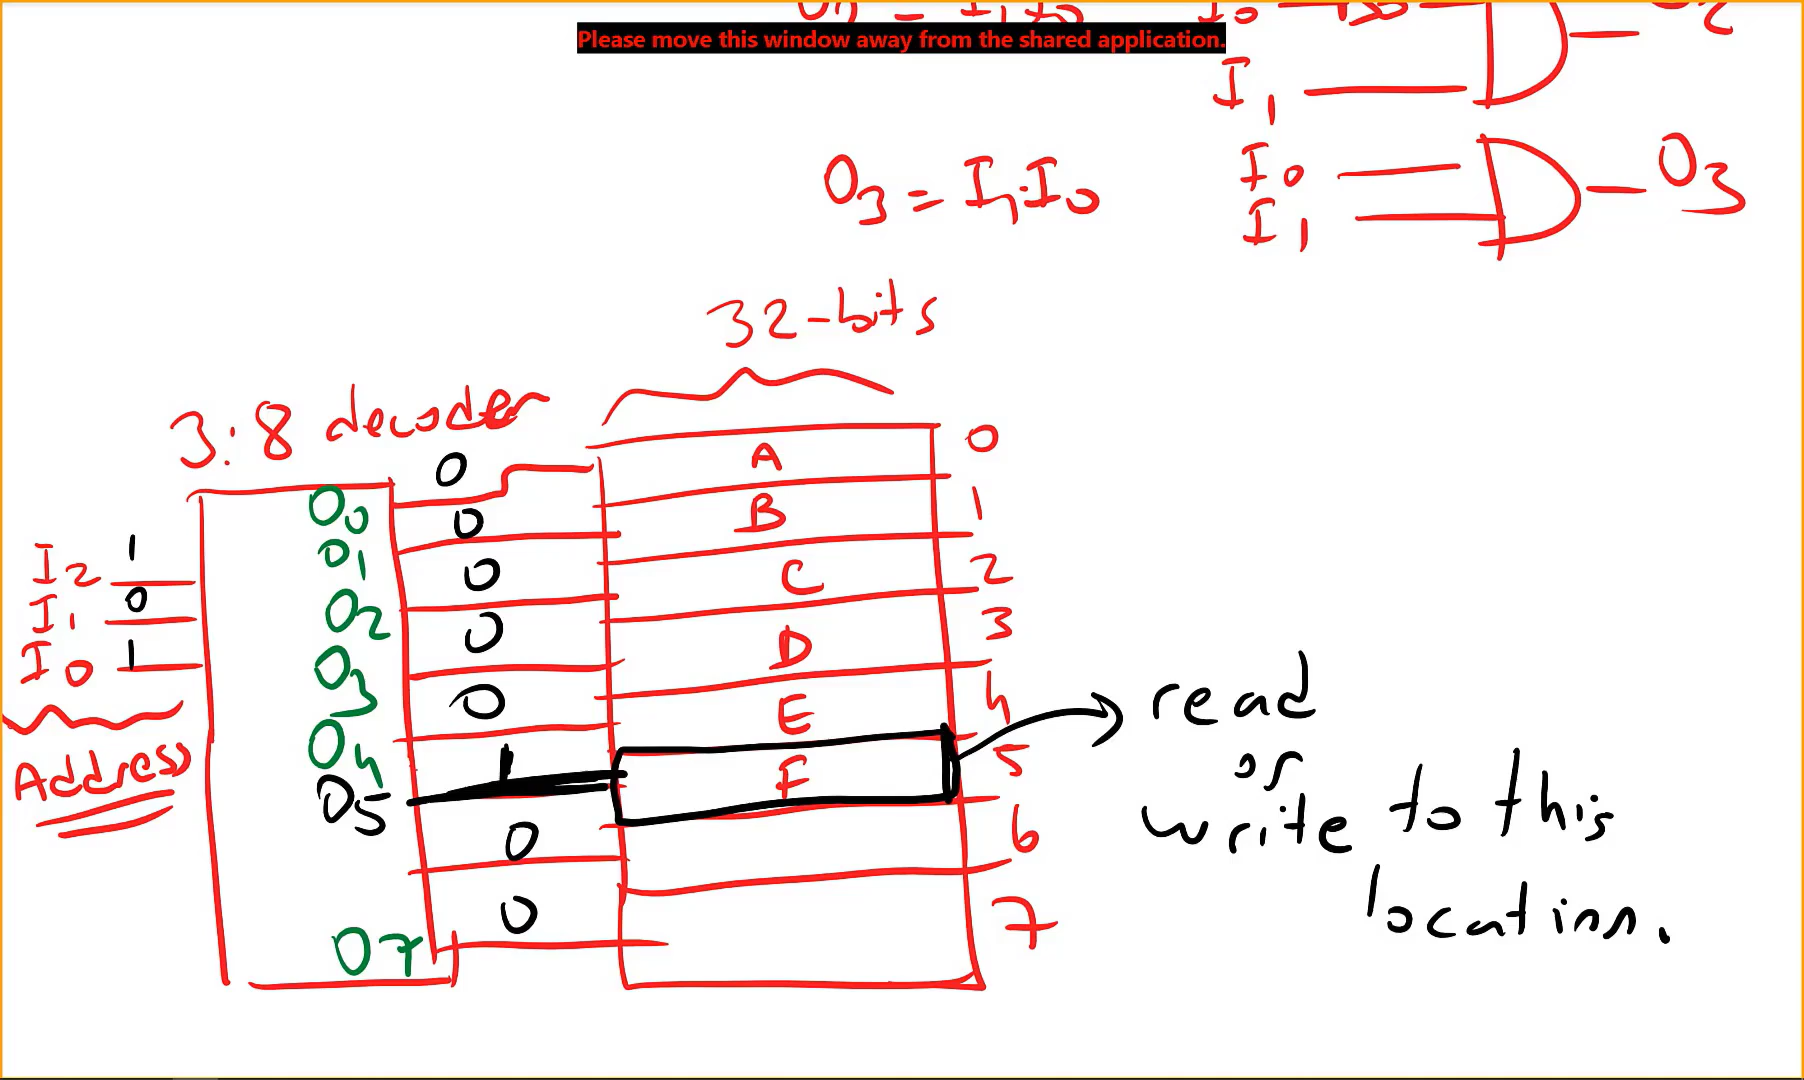 Please move this window away from the shared application.
I1
O3 = I1.I0
I0
I1
O3
32-bits
3:8 decoder
0
A
0
O0
0
B
1
I2
1
O1
0
C
2
I1
0
O2
0
D
3
I0
1
O3
0
E
4
Address
O4
1
F
5
O5
0
6
0
7
O7
read
or
write to this
location.